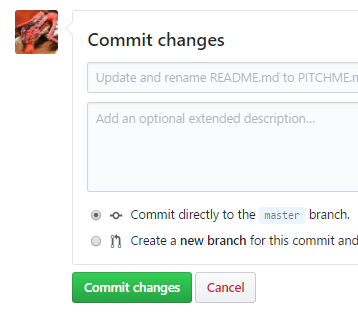 Commit changes
Update and rename README.md to PITCHME.m
Add an optional extended description...
Commit directly to the master branch.
Create a new branch for this commit and
Commit changes Cancel